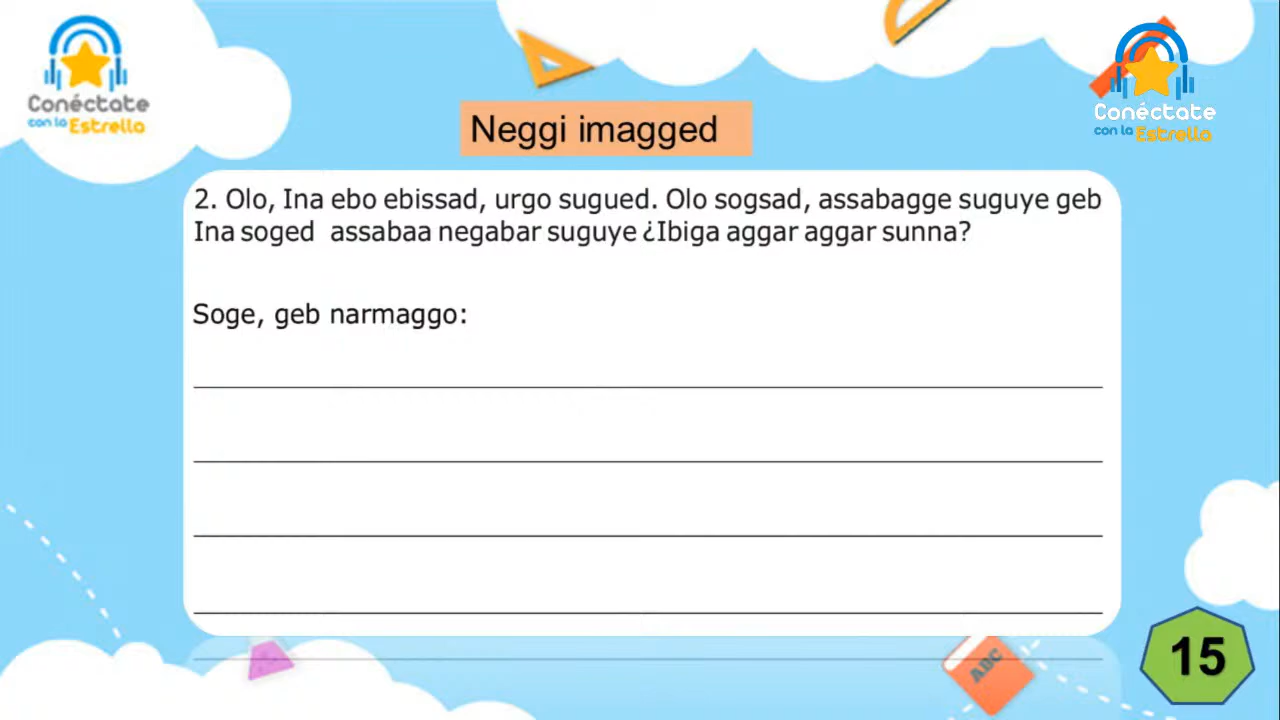 Conéctate
con la Estrella
Conéctate
con la Estrella
Neggi imagged
2. Olo, Ina ebo ebissad, urgo sugued. Olo sogsad, assabagge suguye geb
Ina soged assabaa negabar suguye ¿Ibiga aggar aggar sunna?
Soge, geb narmaggo:
ABC
15